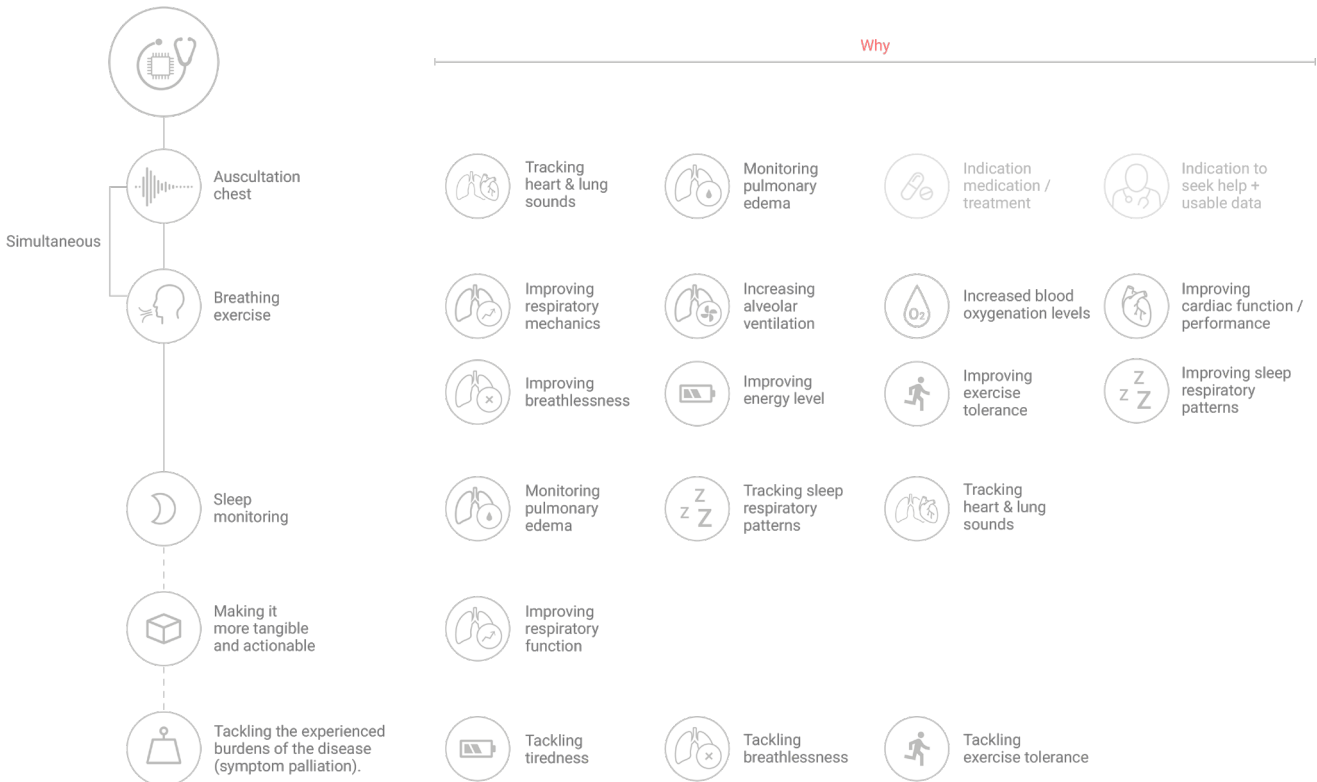 Why
Auscultation
chest
Tracking
heart & lung
sounds
Monitoring
pulmonary
edema
Indication
medication /
treatment
Indication to
seek help +
usable data
Simultaneous
Breathing
exercise
Improving
respiratory
mechanics
Increasing
alveolar
ventilation
O2
Increased blood
oxygenation levels
Improving
cardiac function /
performance
Improving
breathlessness
Improving
energy level
Improving
exercise
tolerance
z Z Z
Improving sleep
respiratory
patterns
Sleep
monitoring
Monitoring
pulmonary
edema
z Z Z
Tracking sleep
respiratory
patterns
Tracking
heart & lung
sounds
Making it
more tangible
and actionable
Improving
respiratory
function
Tackling the experienced
burdens of the disease
(symptom palliation).
Tackling
tiredness
Tackling
breathlessness
Tackling
exercise tolerance